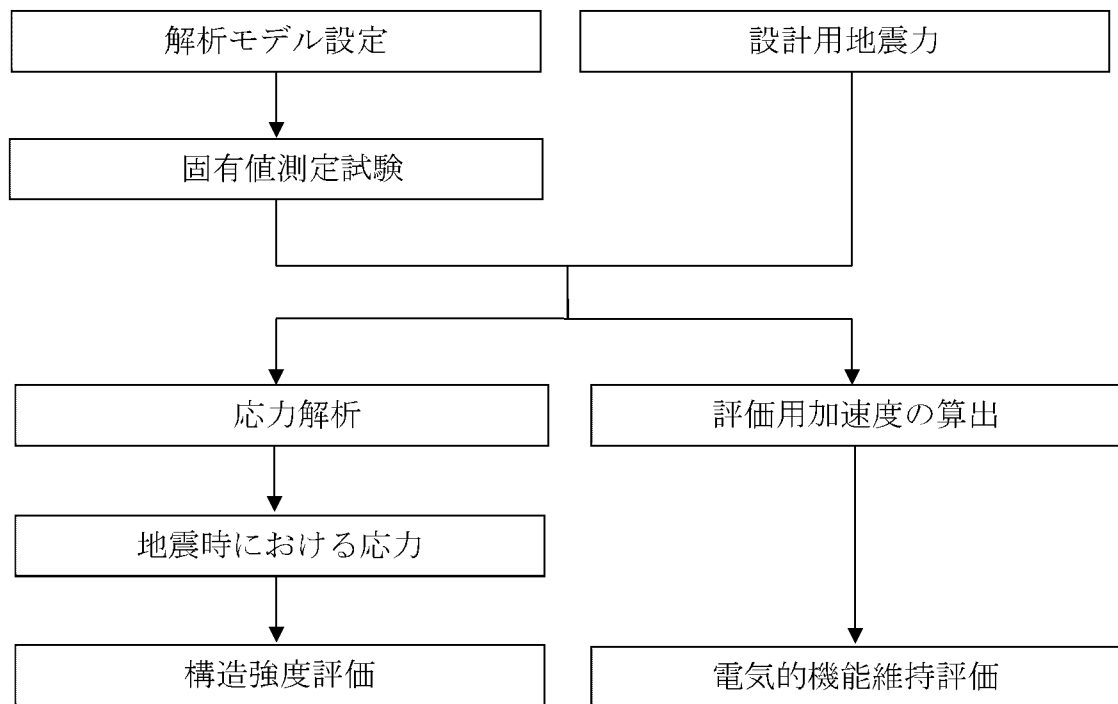 解析モデル設定
設計用地震力
固有値測定試験
応力解析
評価用加速度の算出
地震時における応力
構造強度評価
電気的機能維持評価